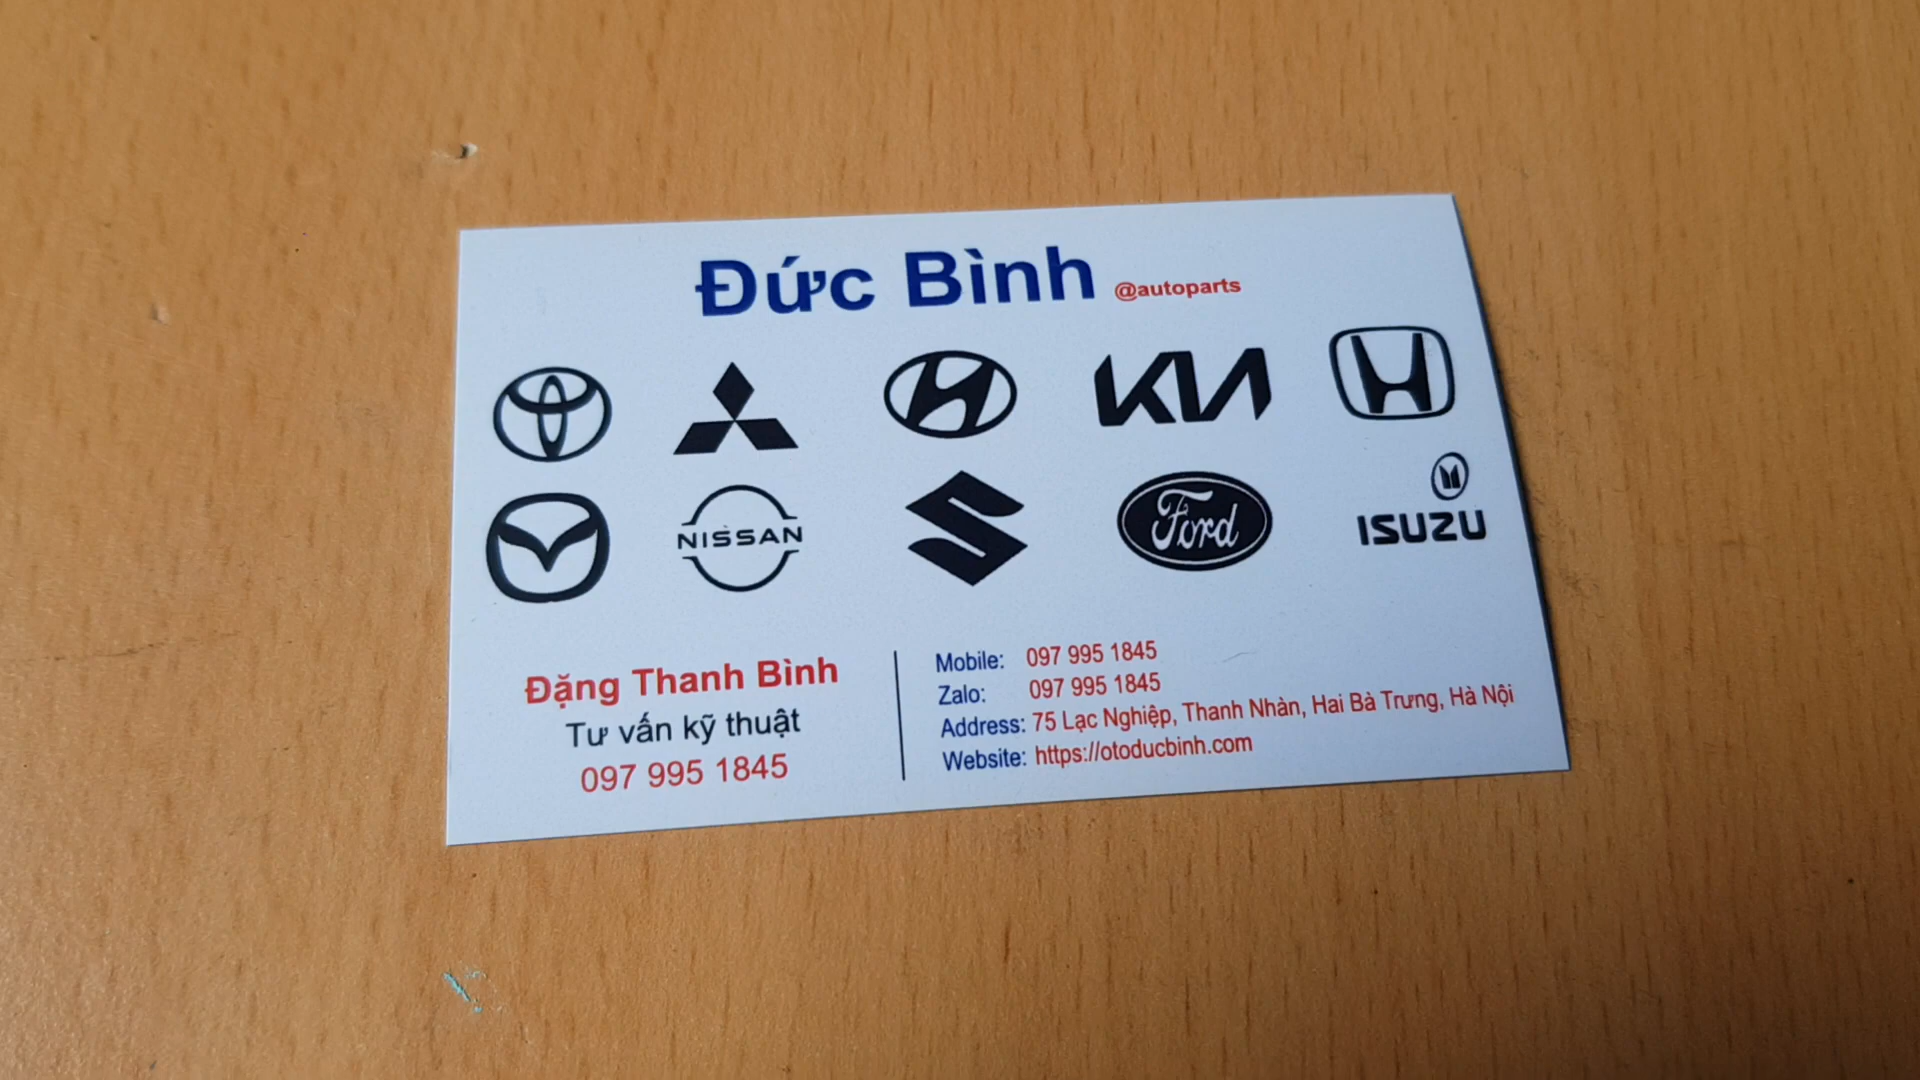 Đức Bình @autoparts
KIA
NISSAN
Ford
ISUZU
Đặng Thanh Bình
Tư vấn kỹ thuật
097 995 1845
Mobile: 097 995 1845
Zalo: 097 995 1845
Address: 75 Lạc Nghiệp, Thanh Nhàn, Hai Bà Trưng, Hà Nội
Website: https://otoducbinh.com